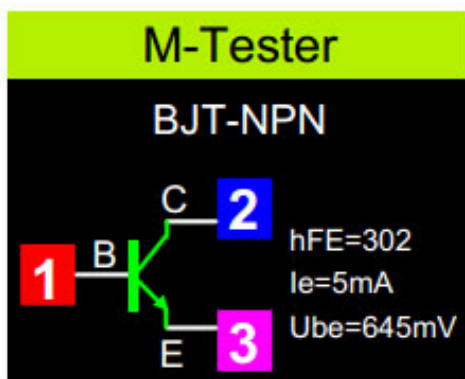 M-Tester
BJT-NPN
C
2
hFE=302
1
B
Ie=5mA
Ube=645mV
E
3